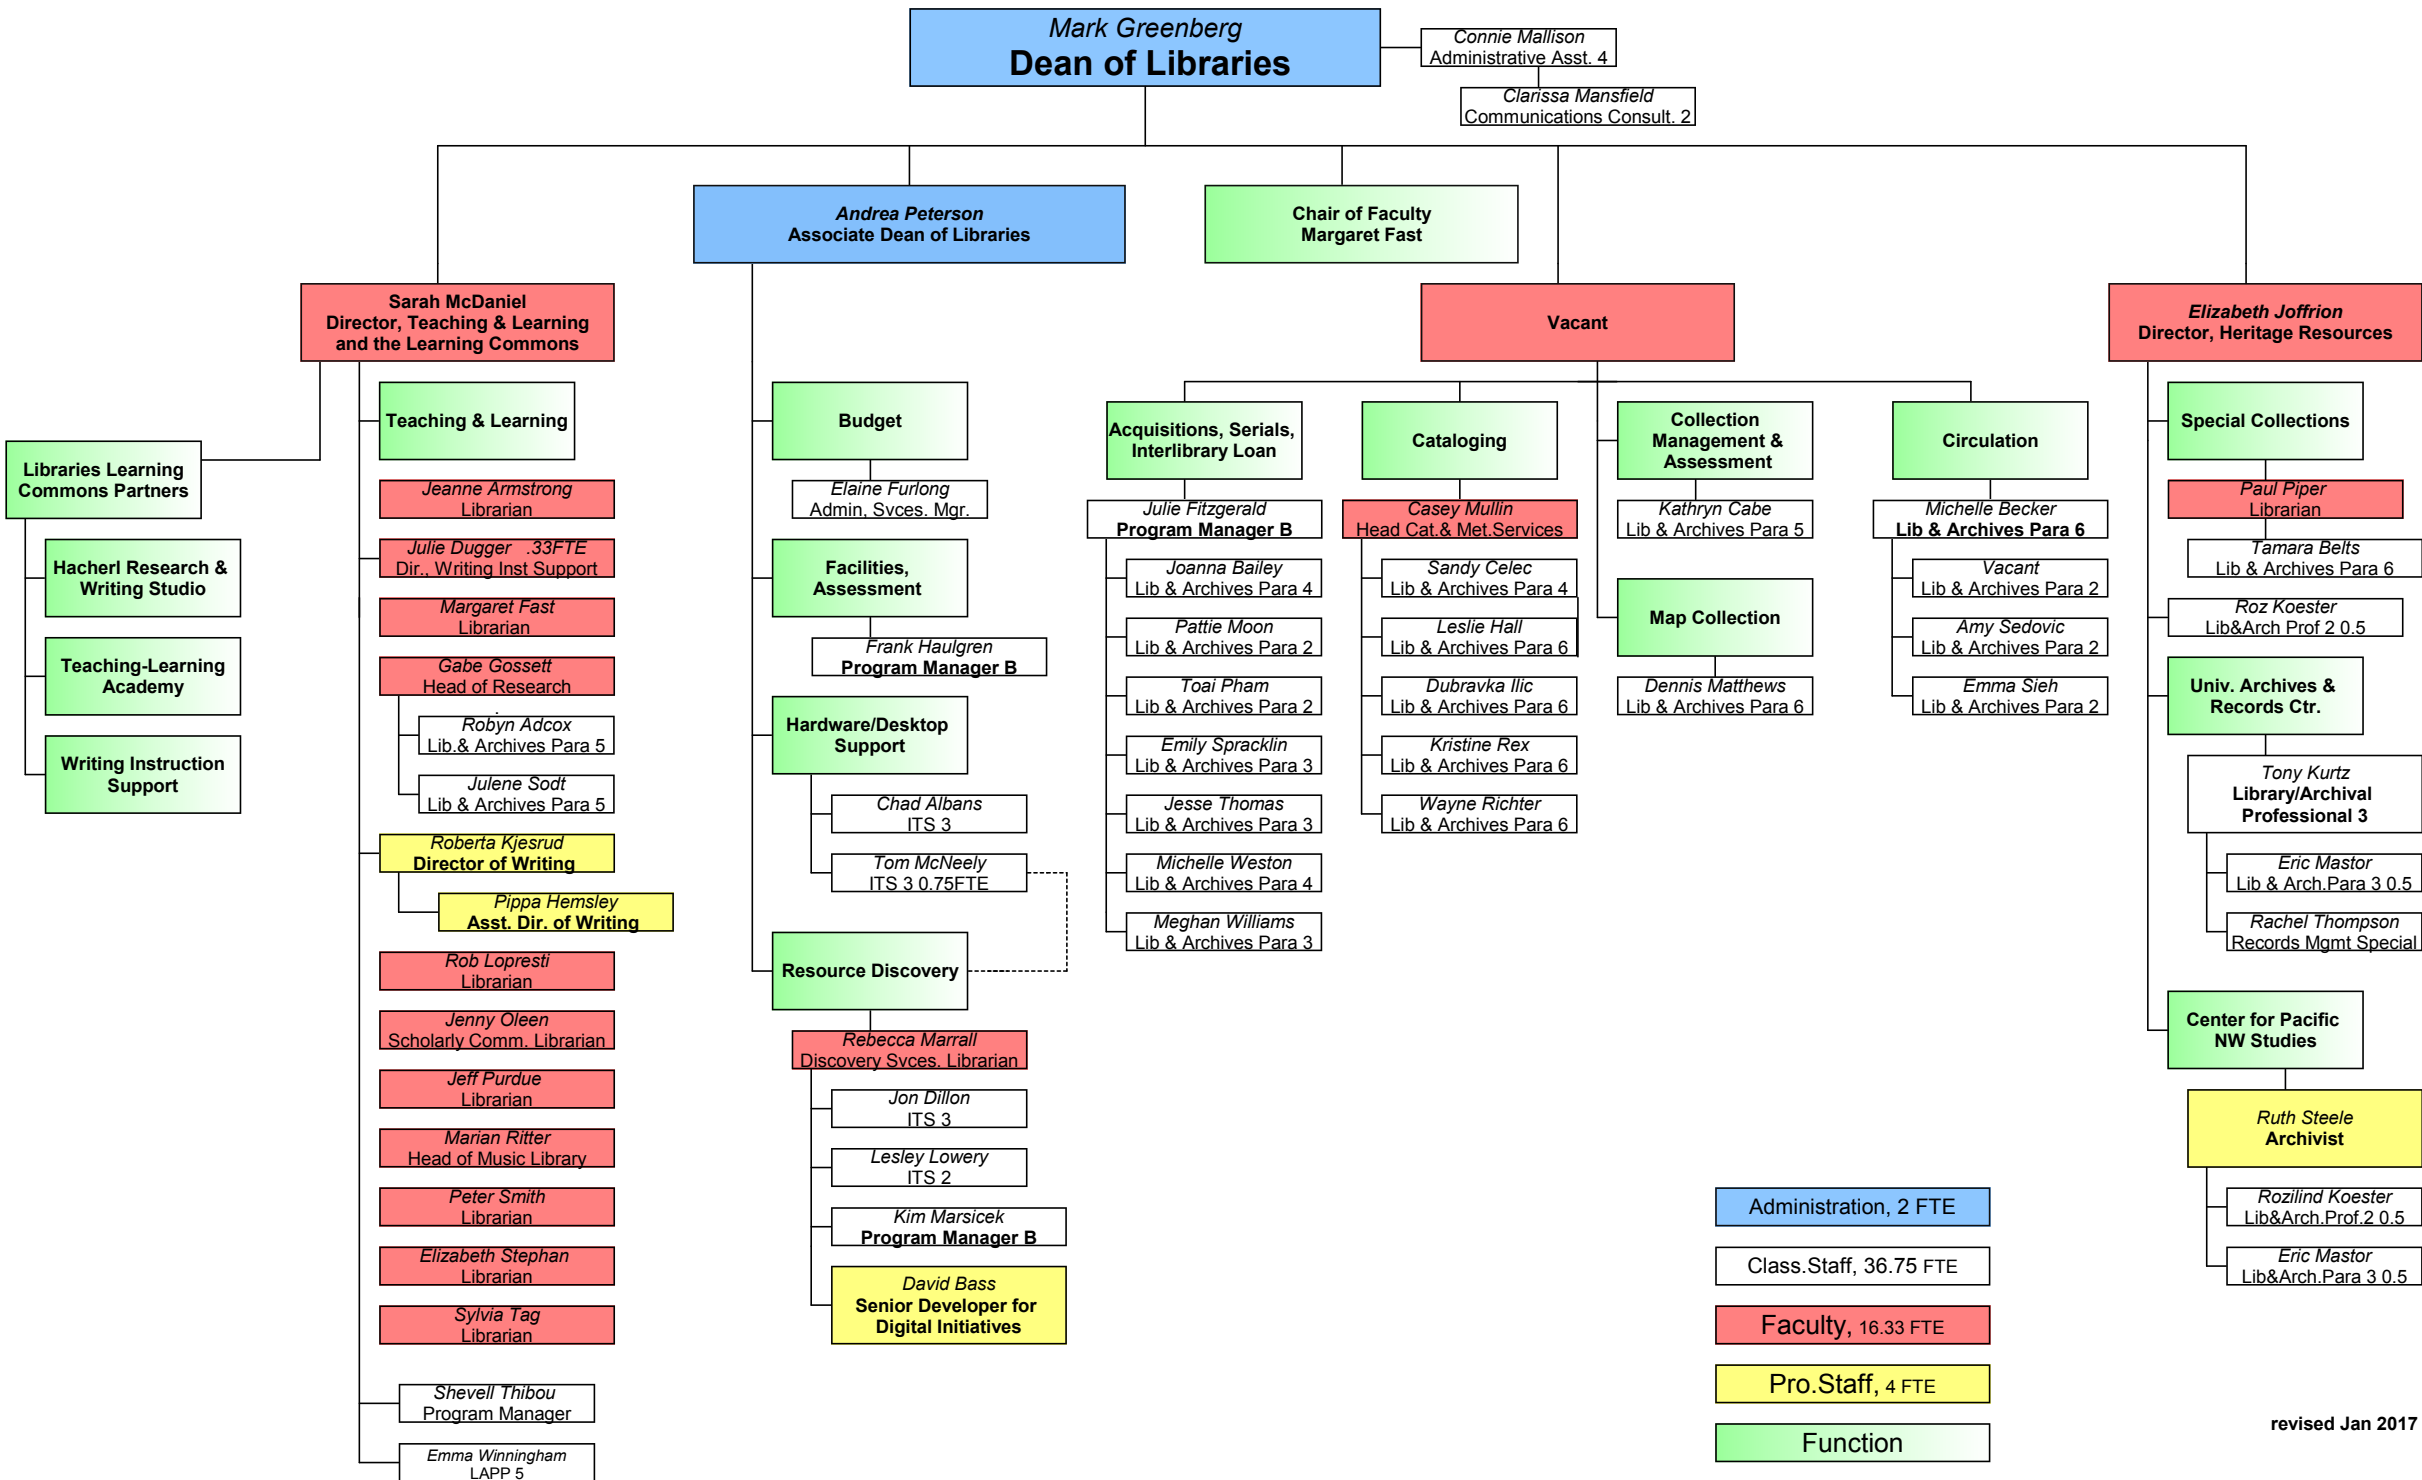 Mark Greenberg
Dean of Libraries
Connie Mallison
Administrative Asst. 4
Clarissa Mansfield
Communications Consult. 2
Andrea Peterson
Associate Dean of Libraries
Chair of Faculty
Margaret Fast
Sarah McDaniel
Director, Teaching & Learning
and the Learning Commons
Vacant
Elizabeth Joffrion
Director, Heritage Resources
Libraries Learning
Commons Partners
Hacherl Research &
Writing Studio
Teaching-Learning
Academy
Writing Instruction
Support
Teaching & Learning
Jeanne Armstrong
Librarian
Julie Dugger .33FTE
Dir., Writing Inst Support
Margaret Fast
Librarian
Gabe Gossett
Head of Research
.
Robyn Adcox
Lib.& Archives Para 5
Julene Sodt
Lib & Archives Para 5
Roberta Kjesrud
Director of Writing
Pippa Hemsley
Asst. Dir. of Writing
Rob Lopresti
Librarian
Jenny Oleen
Scholarly Comm. Librarian
Jeff Purdue
Librarian
Marian Ritter
Head of Music Library
Peter Smith
Librarian
Elizabeth Stephan
Librarian
Sylvia Tag
Librarian
Shevell Thibou
Program Manager
Emma Winningham
LAPP 5
Budget
Elaine Furlong
Admin, Svces. Mgr.
Facilities,
Assessment
Frank Haulgren
Program Manager B
Hardware/Desktop
Support
Chad Albans
ITS 3
Tom McNeely
ITS 3 0.75FTE
Resource Discovery
Rebecca Marrall
Discovery Svces. Librarian
Jon Dillon
ITS 3
Lesley Lowery
ITS 2
Kim Marsicek
Program Manager B
David Bass
Senior Developer for
Digital Initiatives
Acquisitions, Serials,
Interlibrary Loan
Julie Fitzgerald
Program Manager B
Joanna Bailey
Lib & Archives Para 4
Pattie Moon
Lib & Archives Para 2
Toai Pham
Lib & Archives Para 2
Emily Spracklin
Lib & Archives Para 3
Jesse Thomas
Lib & Archives Para 3
Michelle Weston
Lib & Archives Para 4
Meghan Williams
Lib & Archives Para 3
Cataloging
Casey Mullin
Head Cat.& Met.Services
Sandy Celec
Lib & Archives Para 4
Leslie Hall
Lib & Archives Para 6
Dubravka Ilic
Lib & Archives Para 6
Kristine Rex
Lib & Archives Para 6
Wayne Richter
Lib & Archives Para 6
Collection
Management &
Assessment
Kathryn Cabe
Lib & Archives Para 5
Map Collection
Dennis Matthews
Lib & Archives Para 6
Circulation
Michelle Becker
Lib & Archives Para 6
Vacant
Lib & Archives Para 2
Amy Sedovic
Lib & Archives Para 2
Emma Sieh
Lib & Archives Para 2
Special Collections
Paul Piper
Librarian
Tamara Belts
Lib & Archives Para 6
Roz Koester
Lib&Arch Prof 2 0.5
Univ. Archives &
Records Ctr.
Tony Kurtz
Library/Archival
Professional 3
Eric Mastor
Lib & Arch.Para 3 0.5
Rachel Thompson
Records Mgmt Special
Center for Pacific
NW Studies
Ruth Steele
Archivist
Rozilind Koester
Lib&Arch.Prof.2 0.5
Eric Mastor
Lib&Arch.Para 3 0.5
Administration, 2 FTE
Class.Staff, 36.75 FTE
Faculty, 16.33 FTE
Pro.Staff, 4 FTE
Function
revised Jan 2017